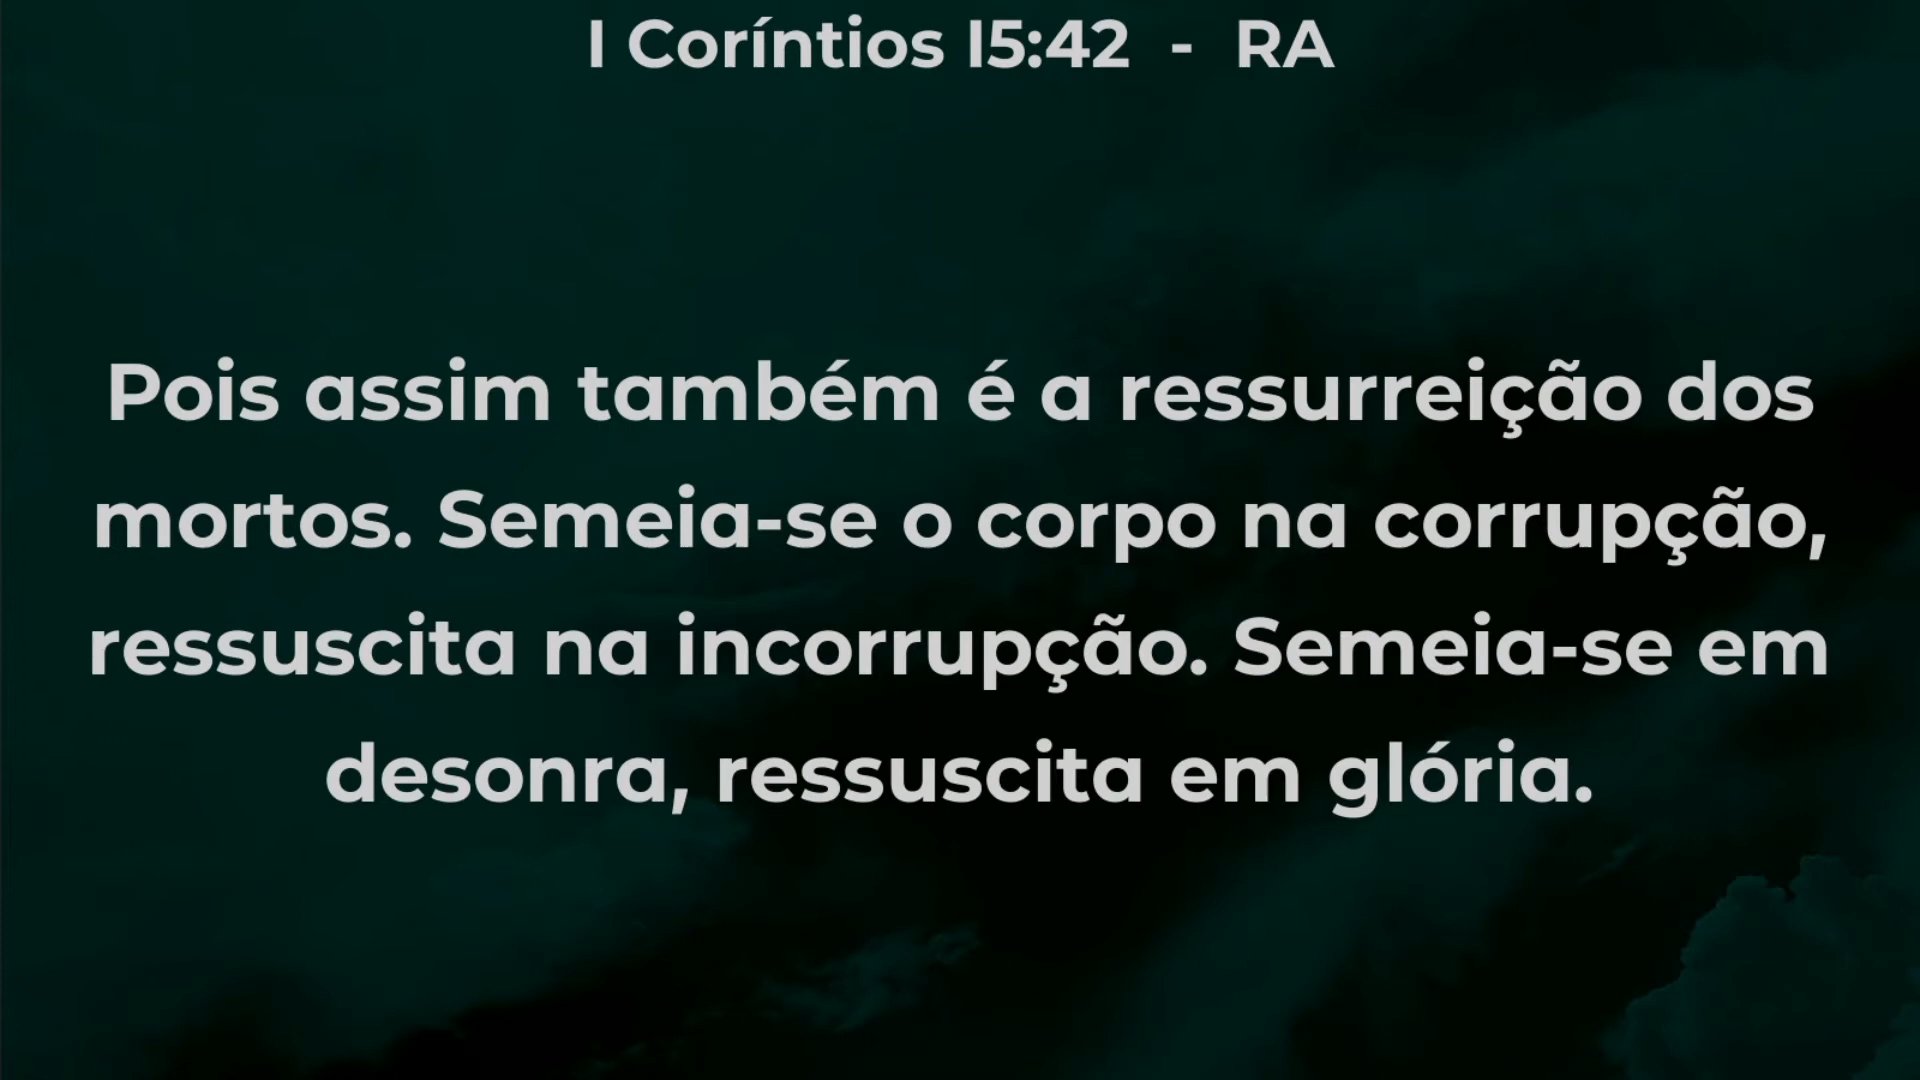 I Coríntios I5:42 - RA
Pois assim também é a ressurreição dos
mortos. Semeia-se o corpo na corrupção,
ressuscita na incorrupção. Semeia-se em
desonra, ressuscita em glória.